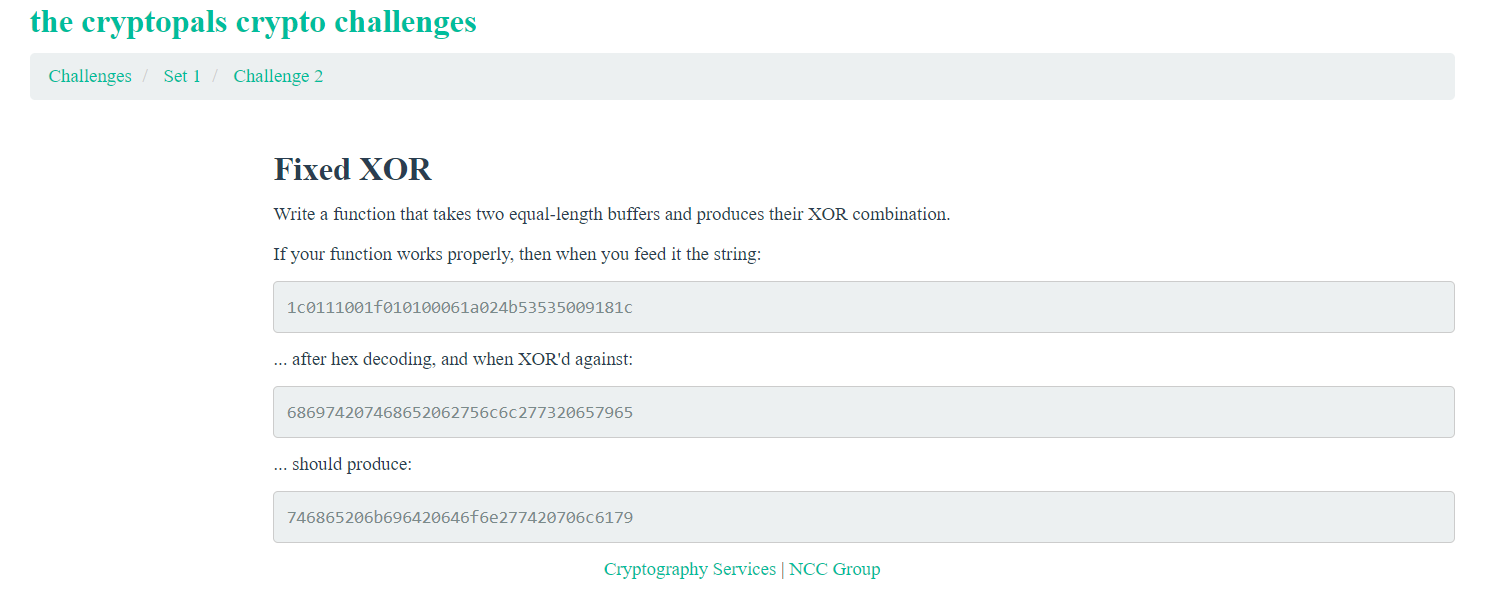 the cryptopals crypto challenges
Challenges / Set 1 / Challenge 2
Fixed XOR
Write a function that takes two equal-length buffers and produces their XOR combination.
If your function works properly, then when you feed it the string:
1c0111001f010100061a024b53535009181c
... after hex decoding, and when XOR'd against:
686974207468652062756c6c277320657965
... should produce:
746865206b696420646f6e277420706c6179
Cryptography Services | NCC Group